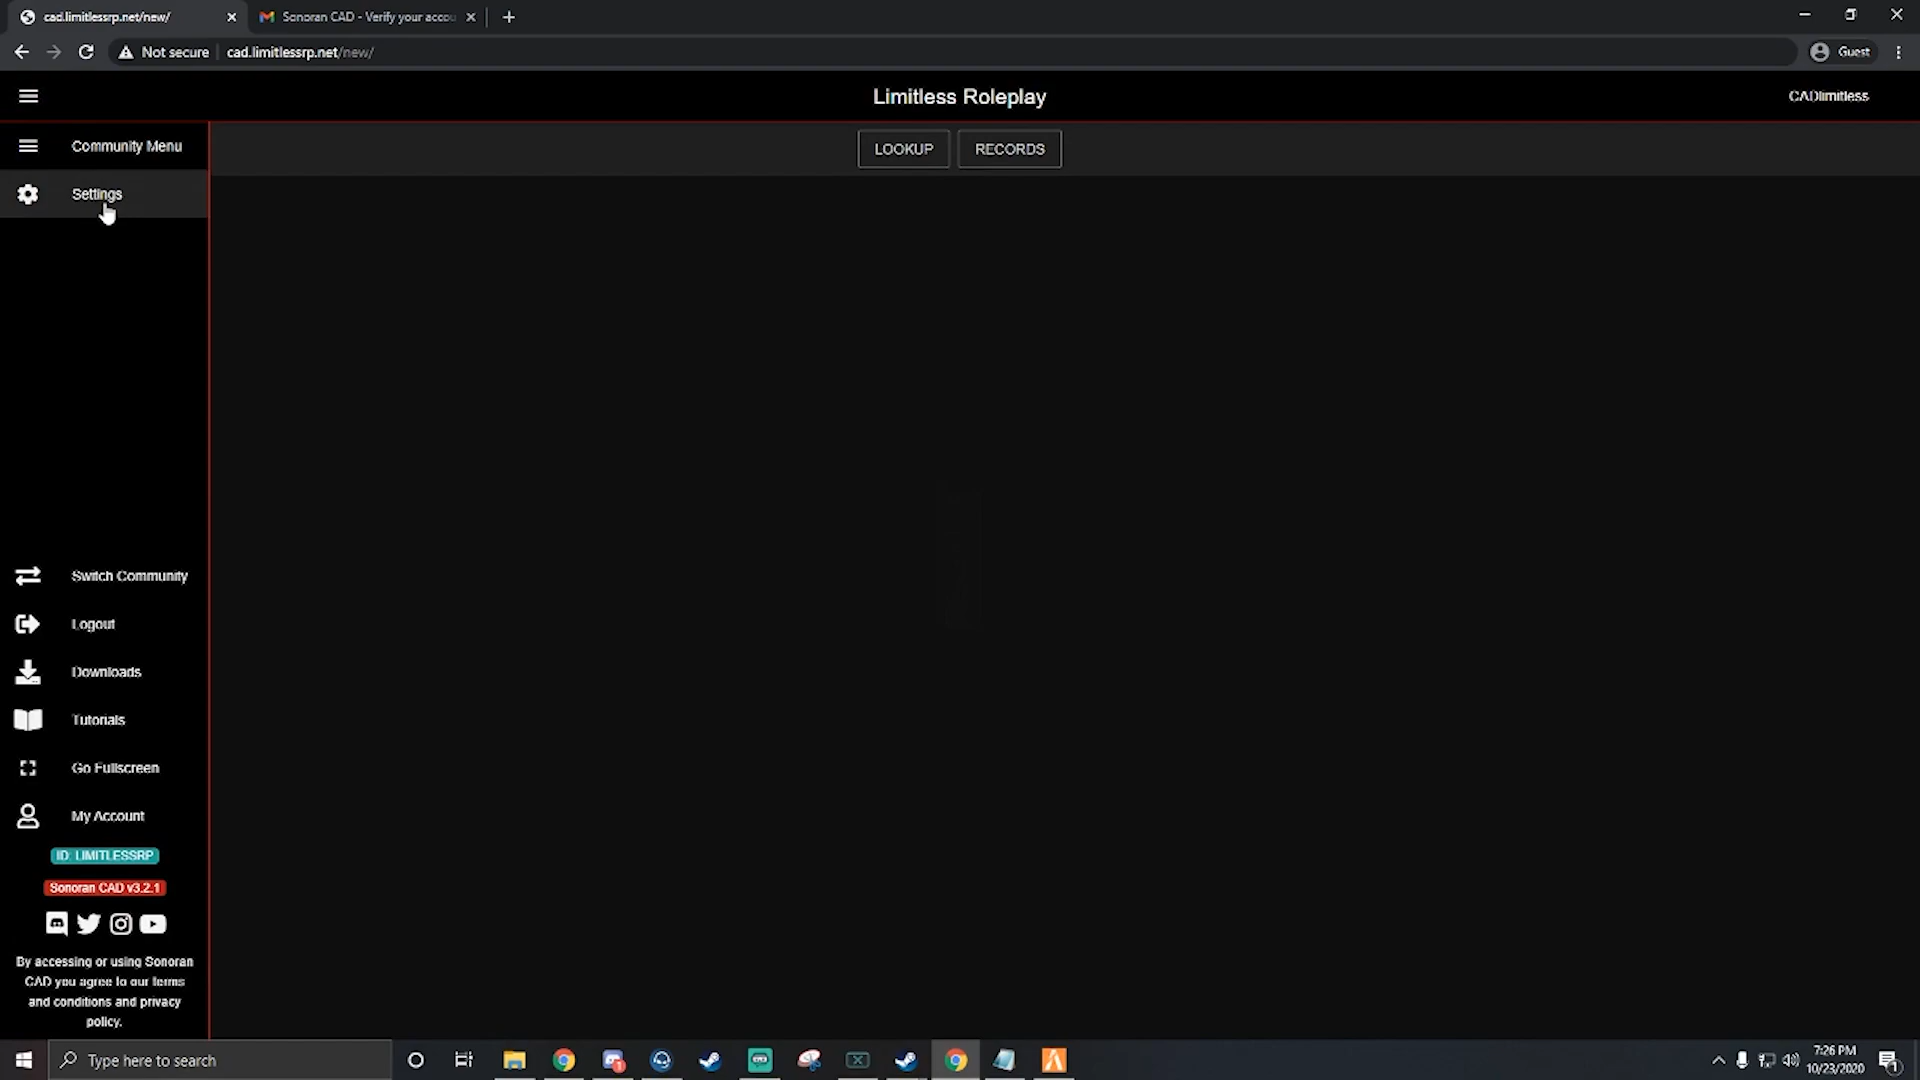 cad.limitlessrp.net/new/
Sonoran CAD - Verify your accou
Not secure
cad.limitlessrp.net/new/
Guest
Limitless Roleplay
CADlimitless
Community Menu
LOOKUP
RECORDS
Settings
Switch Community
Logout
Downloads
Tutorials
Go Fullscreen
My Account
ID: LIMITLESSRP
Sonoran CAD v3.2.1
By accessing or using Sonoran
CAD you agree to our terms
and conditions and privacy
policy.
Type here to search
7:26 PM
10/23/2020